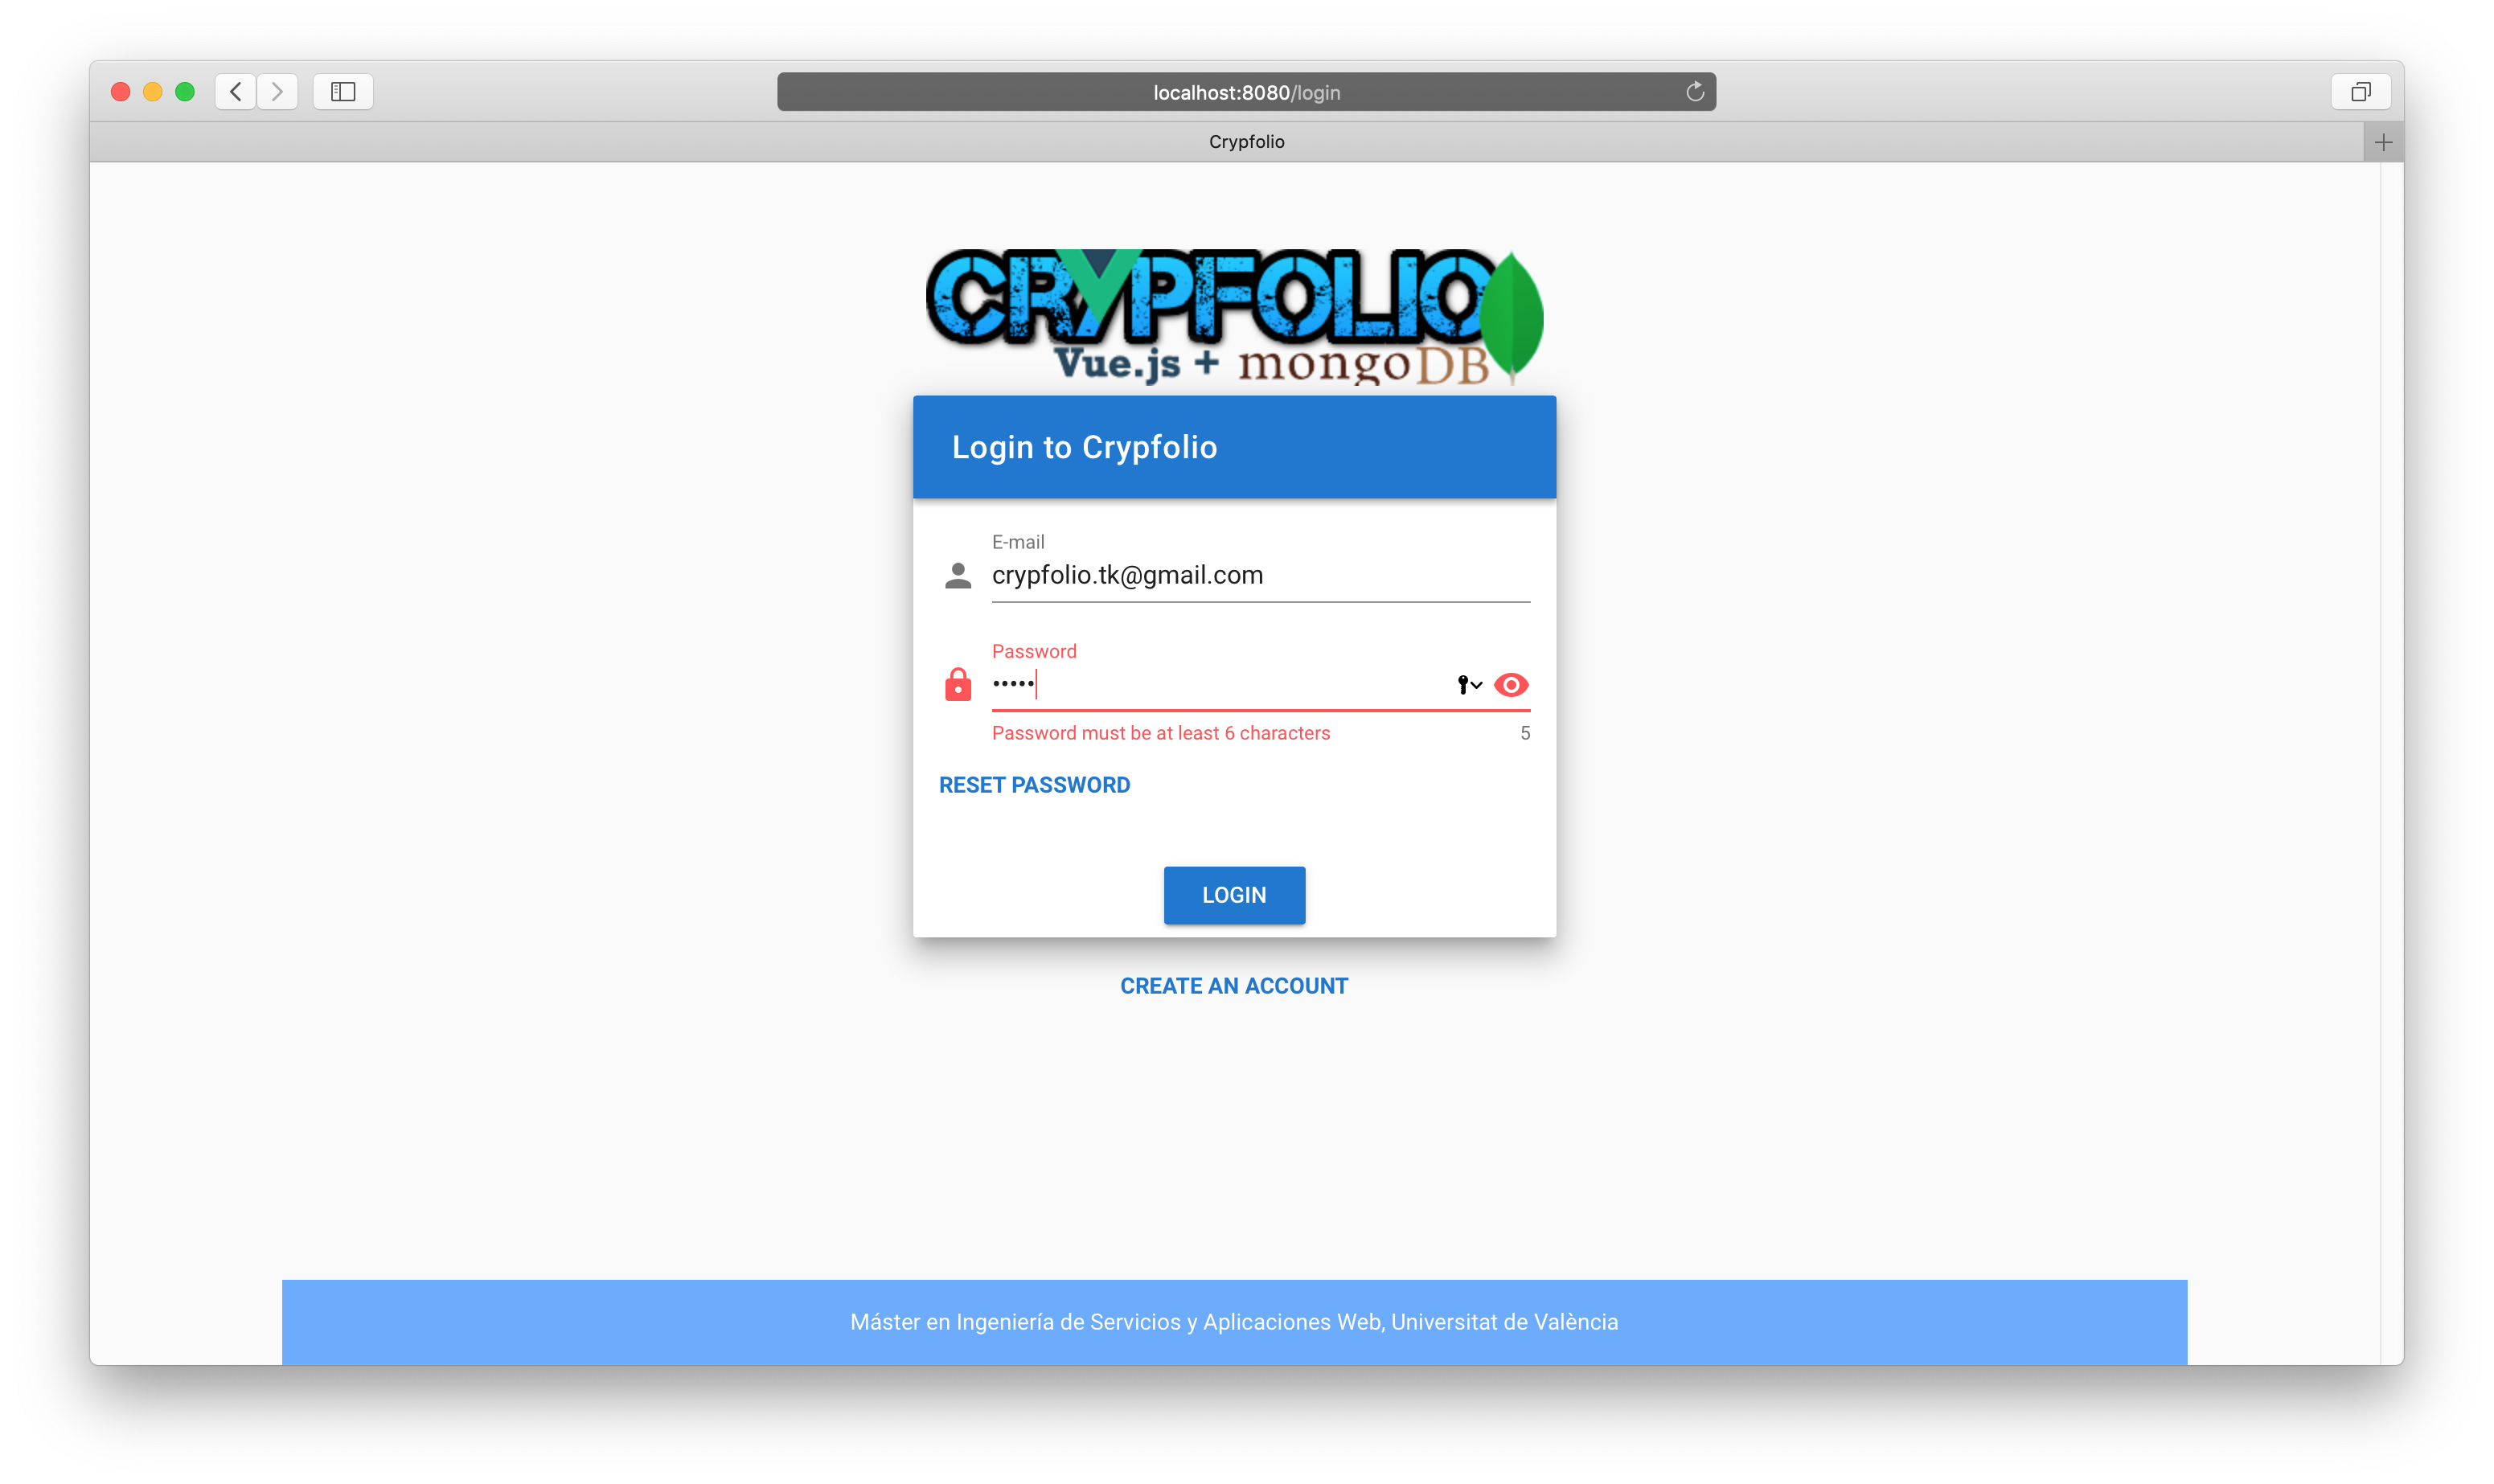 localhost:8080/login
Crypfolio
CRYPFOLIO
Vue.js + mongoDB
Login to Crypfolio
E-mail
crypfolio.tk@gmail.com
Password
•••••
Password must be at least 6 characters 5
RESET PASSWORD
LOGIN
CREATE AN ACCOUNT
Máster en Ingeniería de Servicios y Aplicaciones Web, Universitat de València